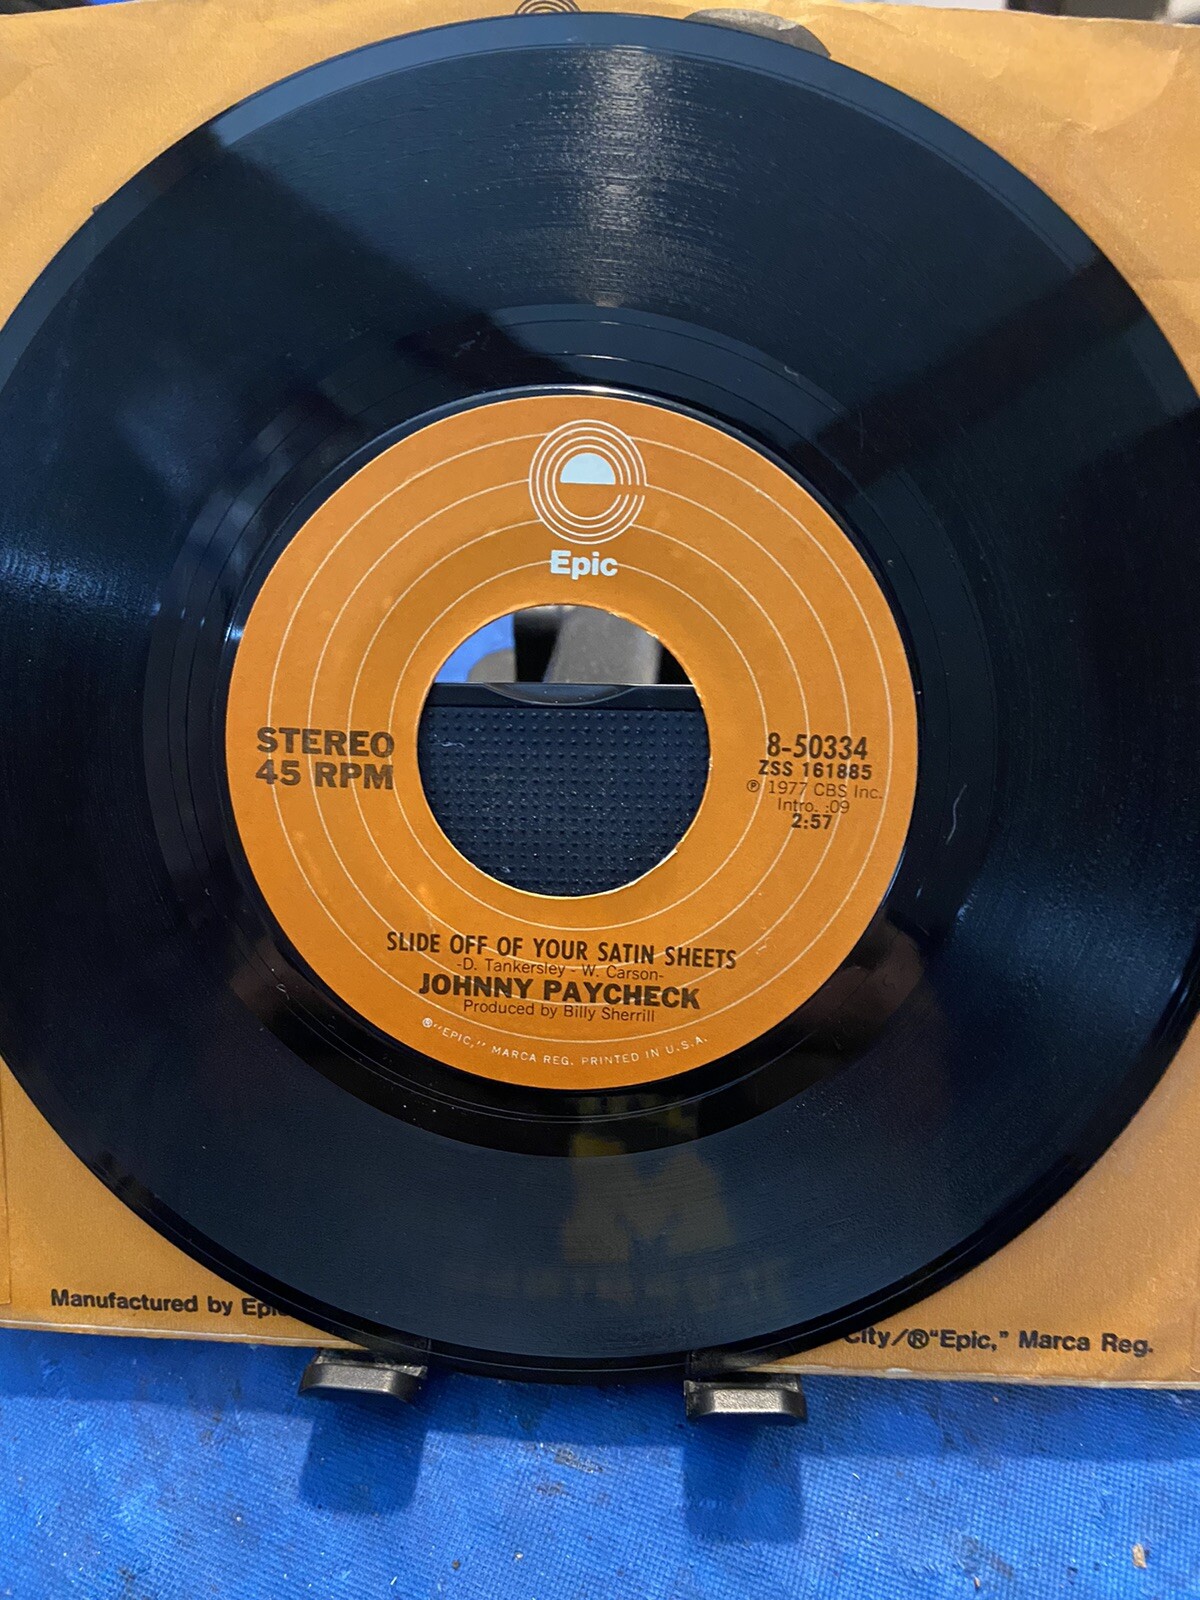 Epic
STEREO
45 RPM
8-50334
ZSS 161885
℗ 1977 CBS Inc.
Intro. :09
2:57
SLIDE OFF OF YOUR SATIN SHEETS
-D. Tankersley - W. Carson-
JOHNNY PAYCHECK
Produced by Billy Sherrill
®"EPIC," MARCA REG. PRINTED IN U.S.A.
Manufactured by Epic
City/®"Epic," Marca Reg.